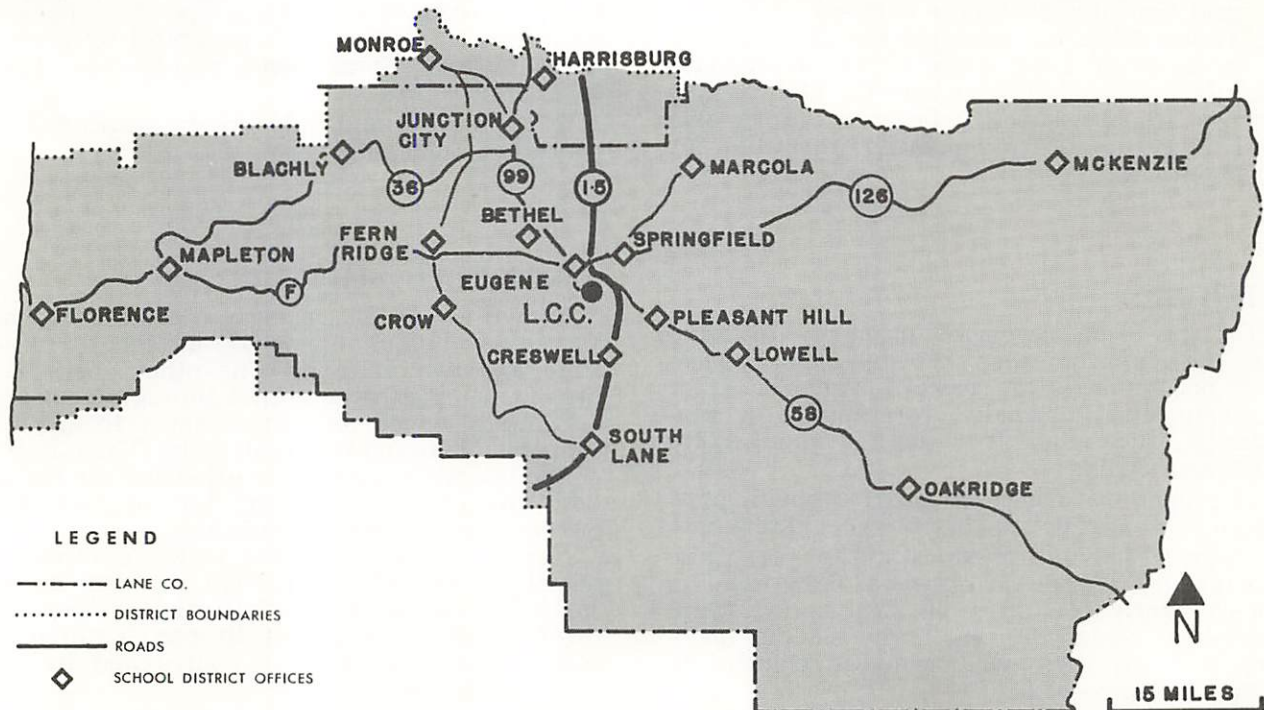 MONROE
HARRISBURG
JUNCTION
CITY
BLACHLY
36
99
I-5
MARCOLA
126
MCKENZIE
BETHEL
FERN
RIDGE
SPRINGFIELD
MAPLETON
EUGENE
F
FLORENCE
CROW
L.C.C.
PLEASANT HILL
CRESWELL
LOWELL
58
SOUTH
LANE
OAKRIDGE
LEGEND
LANE CO.
DISTRICT BOUNDARIES
ROADS
SCHOOL DISTRICT OFFICES
N
15 MILES